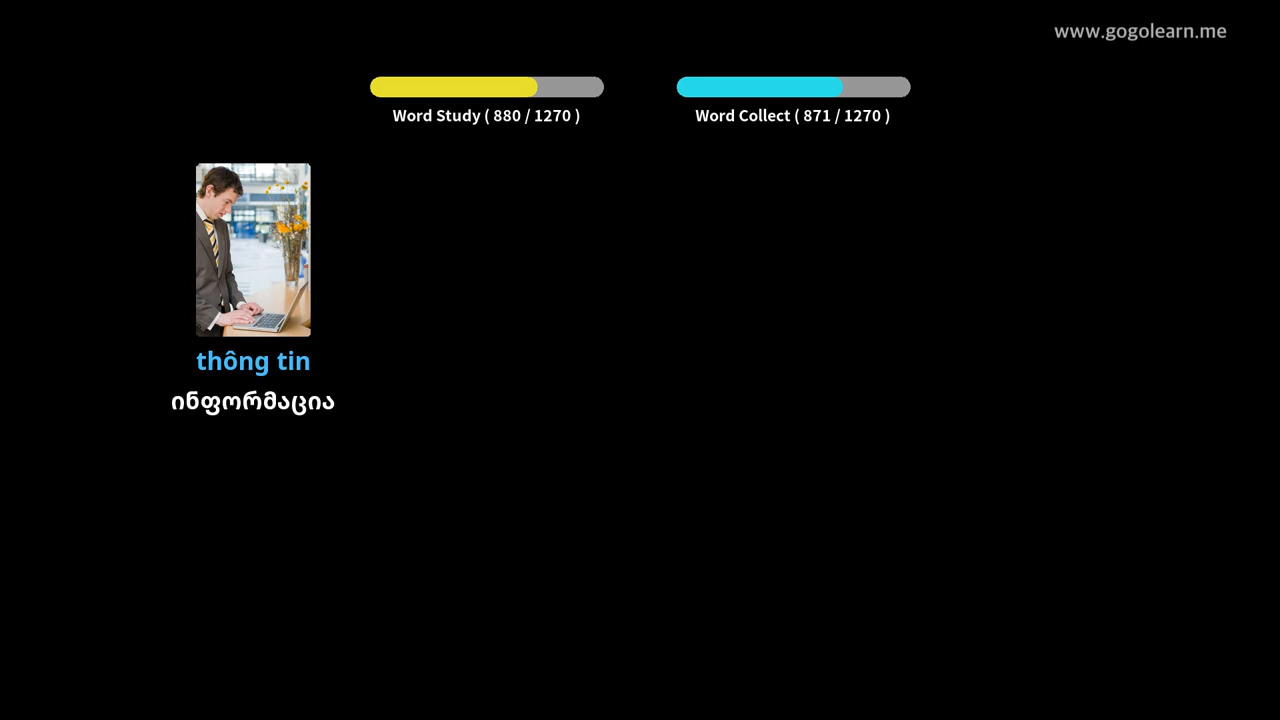 www.gogolearn.me
Word Study ( 880 / 1270 )
Word Collect ( 871 / 1270 )
thông tin
ინფორმაცია